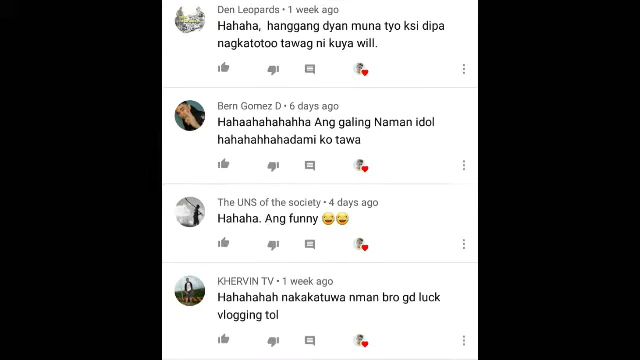 Den Leopards • 1 week ago
Hahaha, hanggang dyan muna tyo ksi dipa
nagkatotoo tawag ni kuya will.
Bern Gomez D • 6 days ago
Hahaahahahahha Ang galing Naman idol
hahahahhahadami ko tawa
The UNS of the society • 4 days ago
Hahaha. Ang funny 😂😂
KHERVIN TV • 1 week ago
Hahahahah nakakatuwa nman bro gd luck
vlogging tol